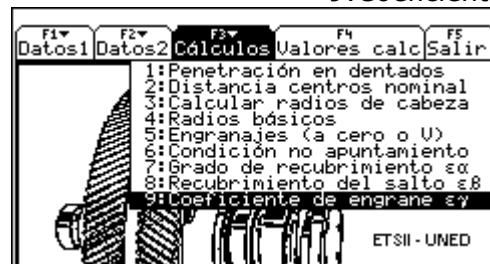 F1▾ F2▾ F3▾ F4 F5
Datos1 Datos2 Cálculos Valores calc Salir
1:Penetración en dentados
2:Distancia centros nominal
3:Calcular radios de cabeza
4:Radios básicos
5:Engranajes (a cero o V)
6:Condición no apuntamiento
7:Grado de recubrimiento εα
8:Recubrimiento del salto εβ
9:Coeficiente de engrane εγ
ETSII - UNED